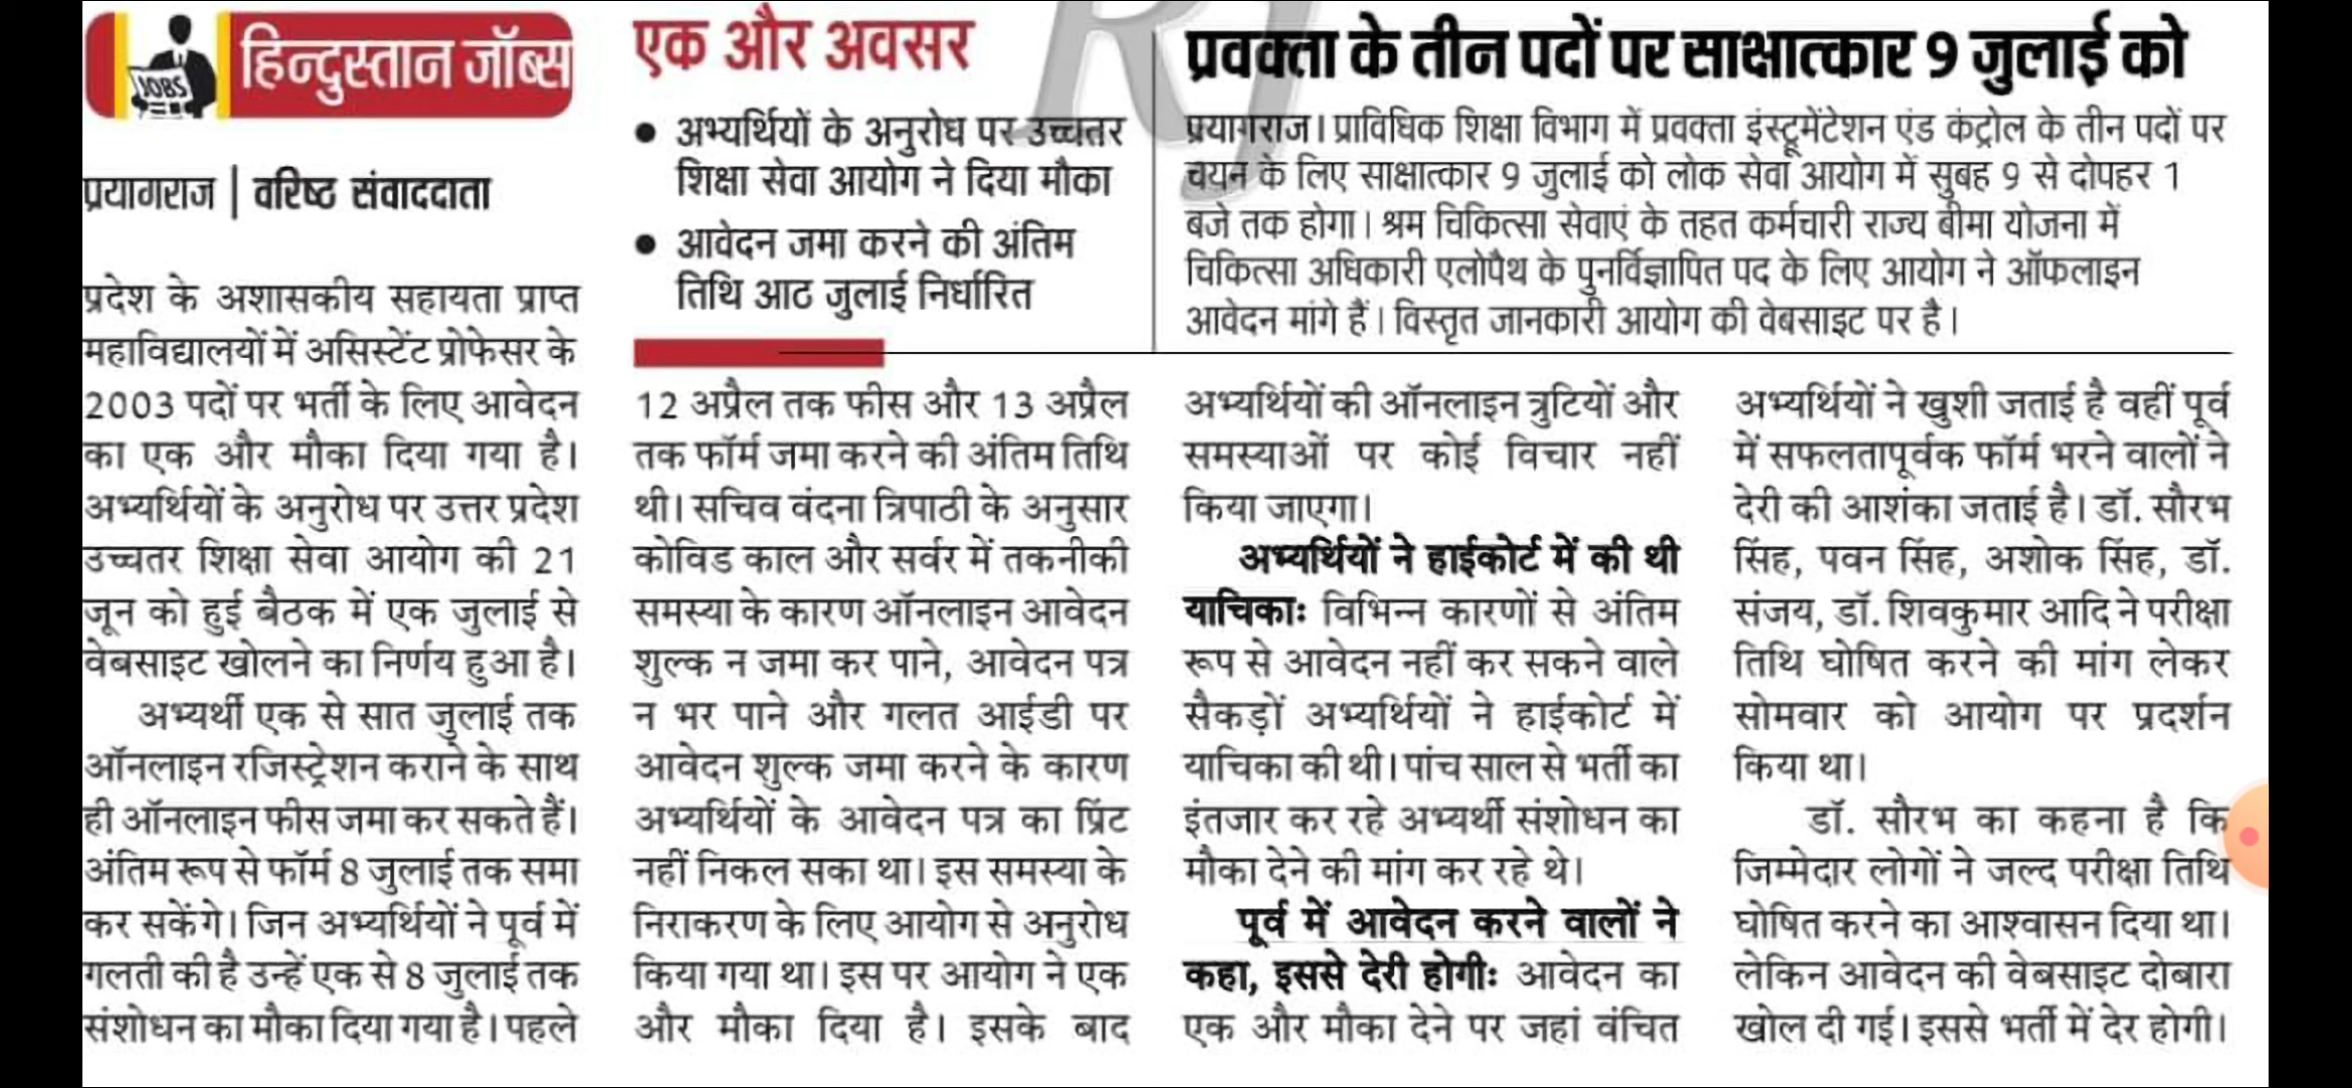 हिन्दुस्तान जॉब्स
JOBS
प्रयागराज | वरिष्ठ संवाददाता
प्रदेश के अशासकीय सहायता प्राप्त
महाविद्यालयों में असिस्टेंट प्रोफेसर के
2003 पदों पर भर्ती के लिए आवेदन
का एक और मौका दिया गया है।
अभ्यर्थियों के अनुरोध पर उत्तर प्रदेश
उच्चतर शिक्षा सेवा आयोग की 21
जून को हुई बैठक में एक जुलाई से
वेबसाइट खोलने का निर्णय हुआ है।
अभ्यर्थी एक से सात जुलाई तक
ऑनलाइन रजिस्ट्रेशन कराने के साथ
ही ऑनलाइन फीस जमा कर सकते हैं।
अंतिम रूप से फॉर्म 8 जुलाई तक समा
कर सकेंगे। जिन अभ्यर्थियों ने पूर्व में
गलती की है उन्हें एक से 8 जुलाई तक
संशोधन का मौका दिया गया है। पहले
एक और अवसर
● अभ्यर्थियों के अनुरोध पर उच्चतर
शिक्षा सेवा आयोग ने दिया मौका
● आवेदन जमा करने की अंतिम
तिथि आठ जुलाई निर्धारित
12 अप्रैल तक फीस और 13 अप्रैल
तक फॉर्म जमा करने की अंतिम तिथि
थी। सचिव वंदना त्रिपाठी के अनुसार
कोविड काल और सर्वर में तकनीकी
समस्या के कारण ऑनलाइन आवेदन
शुल्क न जमा कर पाने, आवेदन पत्र
न भर पाने और गलत आईडी पर
आवेदन शुल्क जमा करने के कारण
अभ्यर्थियों के आवेदन पत्र का प्रिंट
नहीं निकल सका था। इस समस्या के
निराकरण के लिए आयोग से अनुरोध
किया गया था। इस पर आयोग ने एक
और मौका दिया है। इसके बाद
अभ्यर्थियों की ऑनलाइन त्रुटियों और
समस्याओं पर कोई विचार नहीं
किया जाएगा।
अभ्यर्थियों ने हाईकोर्ट में की थी
याचिकाः विभिन्न कारणों से अंतिम
रूप से आवेदन नहीं कर सकने वाले
सैकड़ों अभ्यर्थियों ने हाईकोर्ट में
याचिका की थी। पांच साल से भर्ती का
इंतजार कर रहे अभ्यर्थी संशोधन का
मौका देने की मांग कर रहे थे।
पूर्व में आवेदन करने वालों ने
कहा, इससे देरी होगीः आवेदन का
एक और मौका देने पर जहां वंचित
अभ्यर्थियों ने खुशी जताई है वहीं पूर्व
में सफलतापूर्वक फॉर्म भरने वालों ने
देरी की आशंका जताई है। डॉ. सौरभ
सिंह, पवन सिंह, अशोक सिंह, डॉ.
संजय, डॉ. शिवकुमार आदि ने परीक्षा
तिथि घोषित करने की मांग लेकर
सोमवार को आयोग पर प्रदर्शन
किया था।
डॉ. सौरभ का कहना है कि
जिम्मेदार लोगों ने जल्द परीक्षा तिथि
घोषित करने का आश्वासन दिया था।
लेकिन आवेदन की वेबसाइट दोबारा
खोल दी गई। इससे भर्ती में देर होगी।
प्रवक्ता के तीन पदों पर साक्षात्कार 9 जुलाई को
प्रयागराज। प्राविधिक शिक्षा विभाग में प्रवक्ता इंस्ट्रूमेंटेशन एंड कंट्रोल के तीन पदों पर
चयन के लिए साक्षात्कार 9 जुलाई को लोक सेवा आयोग में सुबह 9 से दोपहर 1
बजे तक होगा। श्रम चिकित्सा सेवाएं के तहत कर्मचारी राज्य बीमा योजना में
चिकित्सा अधिकारी एलोपैथ के पुनर्विज्ञापित पद के लिए आयोग ने ऑफलाइन
आवेदन मांगे हैं। विस्तृत जानकारी आयोग की वेबसाइट पर है।